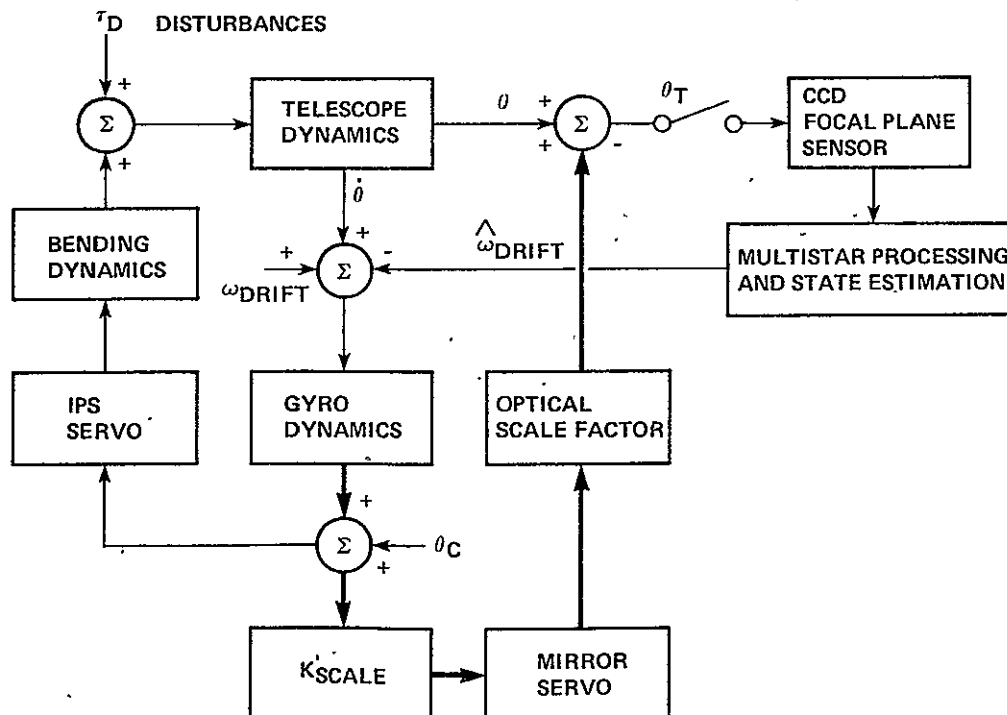 τD DISTURBANCES
+
Σ
+
TELESCOPE
DYNAMICS
θ
+
Σ
+
-
θT
CCD
FOCAL PLANE
SENSOR
θ̇
BENDING
DYNAMICS
+
+
Σ
-
ωDRIFT
ω̂DRIFT
MULTISTAR PROCESSING
AND STATE ESTIMATION
IPS
SERVO
GYRO
DYNAMICS
OPTICAL
SCALE FACTOR
+
Σ
θC
+
K'SCALE
MIRROR
SERVO